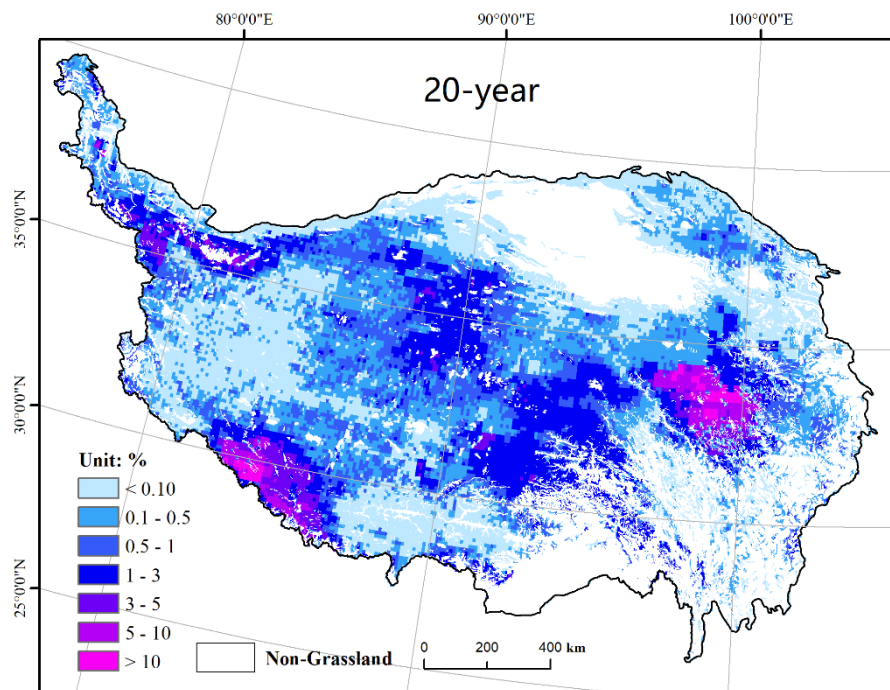 80°0'0"E 90°0'0"E 100°0'0"E
20-year
35°0'0"N
30°0'0"N
25°0'0"N
Unit: %
< 0.10
0.1 - 0.5
0.5 - 1
1 - 3
3 - 5
5 - 10
> 10
Non-Grassland
0 200 400 km